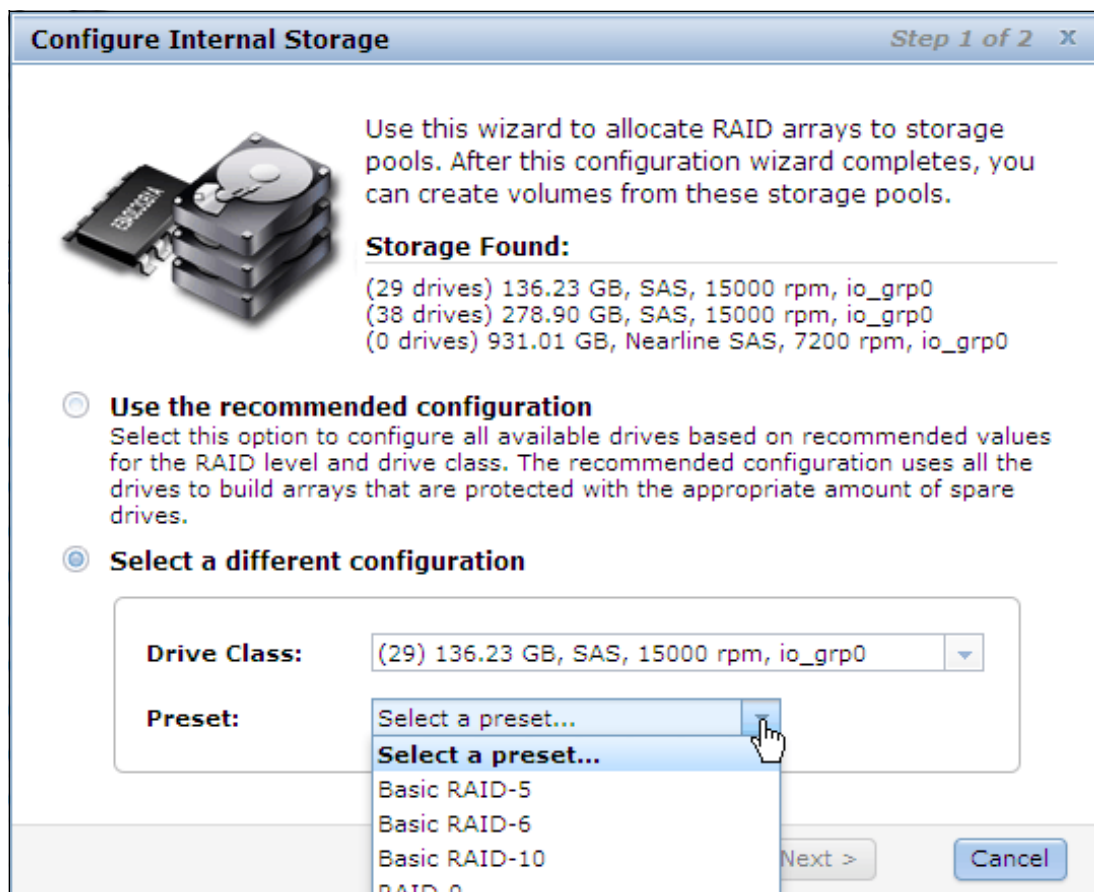 Configure Internal Storage
Step 1 of 2 X
Use this wizard to allocate RAID arrays to storage
pools. After this configuration wizard completes, you
can create volumes from these storage pools.
Storage Found:
(29 drives) 136.23 GB, SAS, 15000 rpm, io_grp0
(38 drives) 278.90 GB, SAS, 15000 rpm, io_grp0
(0 drives) 931.01 GB, Nearline SAS, 7200 rpm, io_grp0
Use the recommended configuration
Select this option to configure all available drives based on recommended values
for the RAID level and drive class. The recommended configuration uses all the
drives to build arrays that are protected with the appropriate amount of spare
drives.
Select a different configuration
Drive Class:
(29) 136.23 GB, SAS, 15000 rpm, io_grp0
Preset:
Select a preset...
Select a preset...
Basic RAID-5
Basic RAID-6
Basic RAID-10
RAID-0
Next >
Cancel